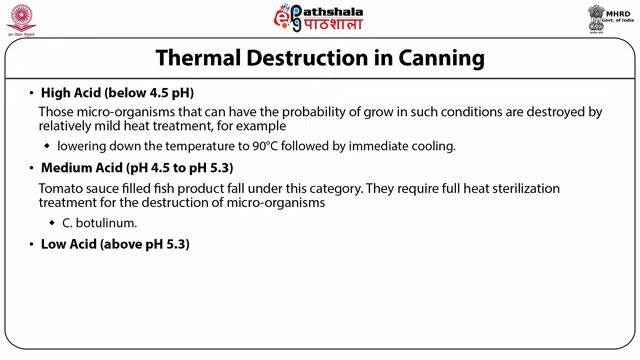 ePathshala
पाठशाला
MHRD
Govt. of India
Thermal Destruction in Canning
• High Acid (below 4.5 pH)
Those micro-organisms that can have the probability of grow in such conditions are destroyed by
relatively mild heat treatment, for example
◆ lowering down the temperature to 90°C followed by immediate cooling.
• Medium Acid (pH 4.5 to pH 5.3)
Tomato sauce filled fish product fall under this category. They require full heat sterilization
treatment for the destruction of micro-organisms
◆ C. botulinum.
• Low Acid (above pH 5.3)